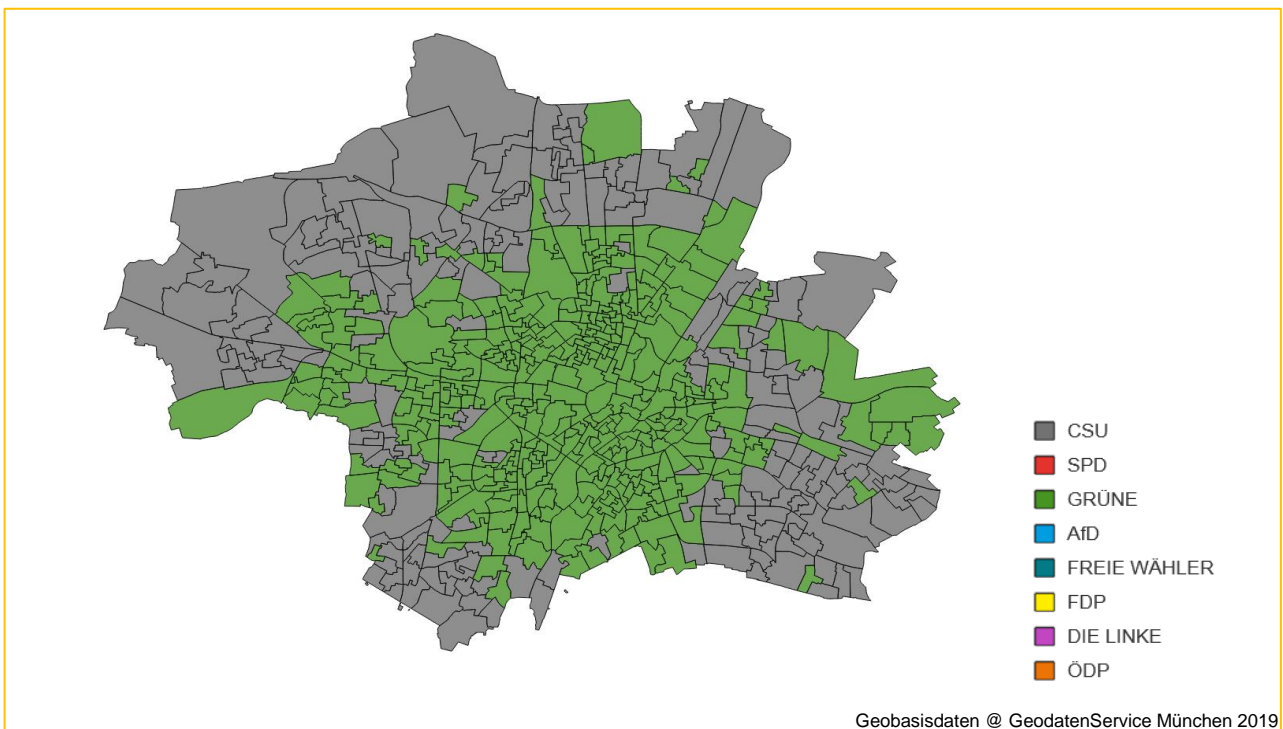 CSU
SPD
GRÜNE
AfD
FREIE WÄHLER
FDP
DIE LINKE
ÖDP
Geobasisdaten @ GeodatenService München 2019